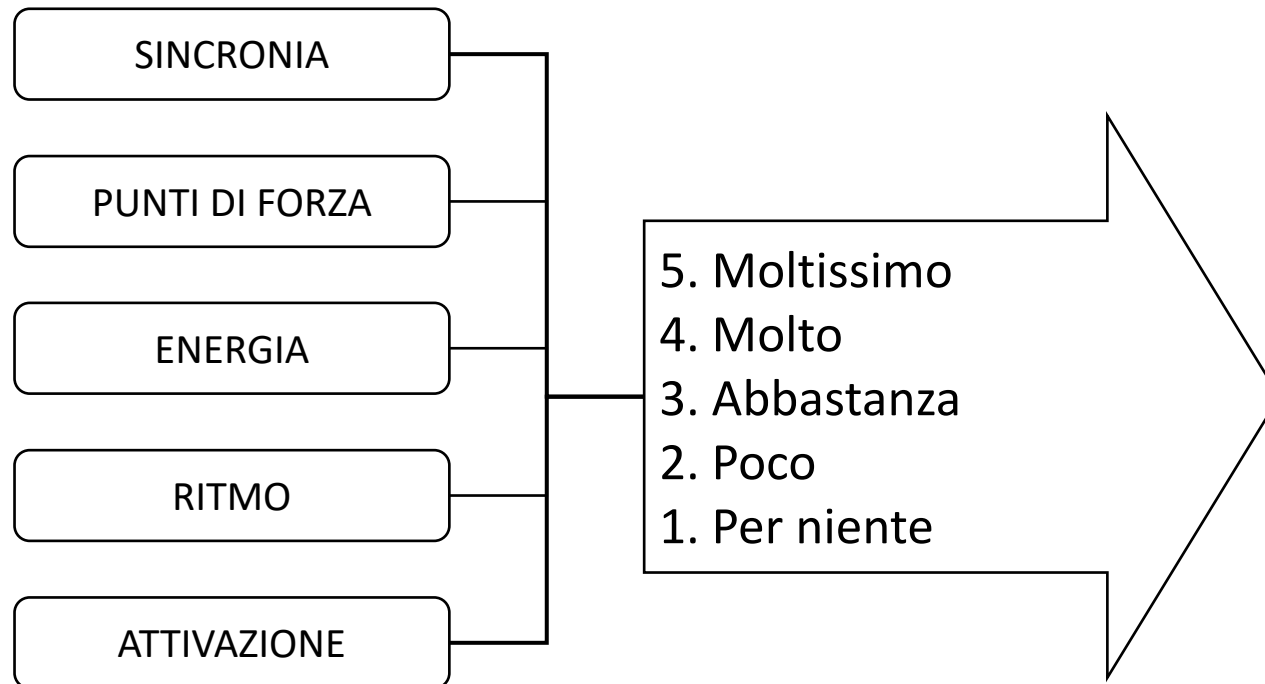 SINCRONIA
PUNTI DI FORZA
ENERGIA
RITMO
ATTIVAZIONE
5. Moltissimo
4. Molto
3. Abbastanza
2. Poco
1. Per niente